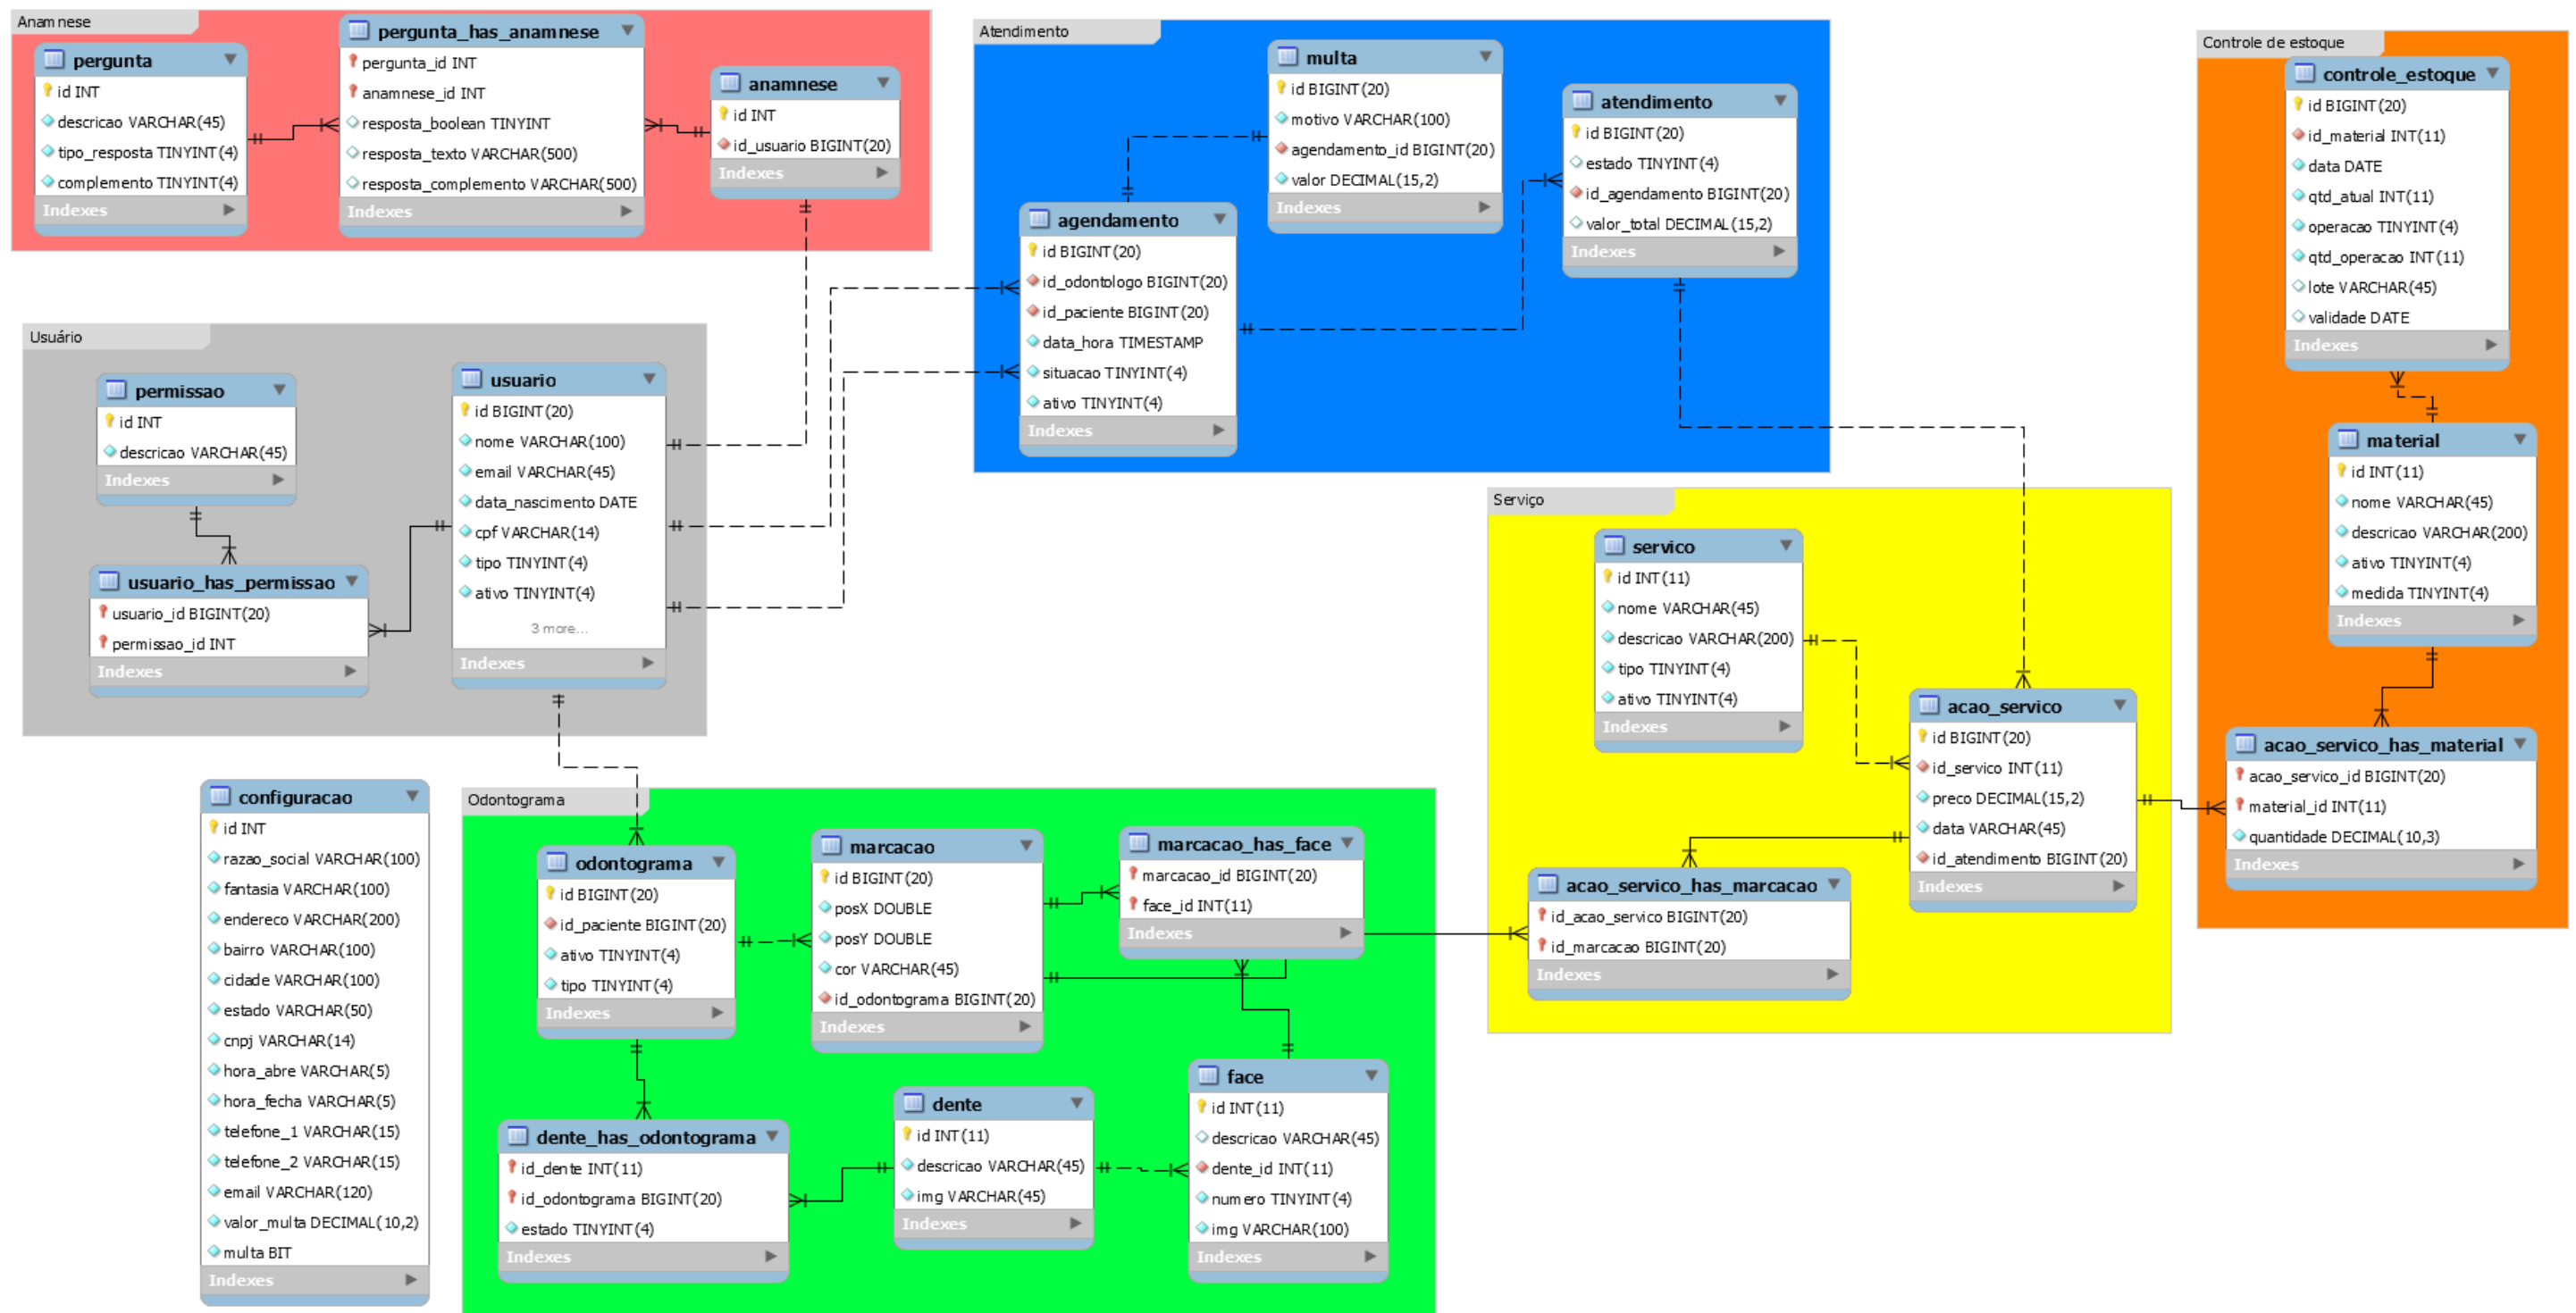 Anamnese
pergunta
id INT
descricao VARCHAR(45)
tipo_resposta TINYINT(4)
complemento TINYINT(4)
Indexes
pergunta_has_anamnese
pergunta_id INT
anamnese_id INT
resposta_boolean TINYINT
resposta_texto VARCHAR(500)
resposta_complemento VARCHAR(500)
Indexes
anamnese
id INT
id_usuario BIGINT(20)
Indexes
Atendimento
multa
id BIGINT(20)
motivo VARCHAR(100)
agendamento_id BIGINT(20)
valor DECIMAL(15,2)
Indexes
atendimento
id BIGINT(20)
estado TINYINT(4)
id_agendamento BIGINT(20)
valor_total DECIMAL(15,2)
Indexes
agendamento
id BIGINT(20)
id_odontologo BIGINT(20)
id_paciente BIGINT(20)
data_hora TIMESTAMP
situacao TINYINT(4)
ativo TINYINT(4)
Indexes
Controle de estoque
controle_estoque
id BIGINT(20)
id_material INT(11)
data DATE
qtd_atual INT(11)
operacao TINYINT(4)
qtd_operacao INT(11)
lote VARCHAR(45)
validade DATE
Indexes
material
id INT(11)
nome VARCHAR(45)
descricao VARCHAR(200)
ativo TINYINT(4)
medida TINYINT(4)
Indexes
acao_servico_has_material
acao_servico_id BIGINT(20)
material_id INT(11)
quantidade DECIMAL(10,3)
Indexes
Usuário
permissao
id INT
descricao VARCHAR(45)
Indexes
usuario_has_permissao
usuario_id BIGINT(20)
permissao_id INT
Indexes
usuario
id BIGINT(20)
nome VARCHAR(100)
email VARCHAR(45)
data_nascimento DATE
cpf VARCHAR(14)
tipo TINYINT(4)
ativo TINYINT(4)
3 more...
Indexes
Serviço
servico
id INT(11)
nome VARCHAR(45)
descricao VARCHAR(200)
tipo TINYINT(4)
ativo TINYINT(4)
Indexes
acao_servico
id BIGINT(20)
id_servico INT(11)
preco DECIMAL(15,2)
data VARCHAR(45)
id_atendimento BIGINT(20)
Indexes
acao_servico_has_marcacao
id_acao_servico BIGINT(20)
id_marcacao BIGINT(20)
Indexes
configuracao
id INT
razao_social VARCHAR(100)
fantasia VARCHAR(100)
endereco VARCHAR(200)
bairro VARCHAR(100)
cidade VARCHAR(100)
estado VARCHAR(50)
cnpj VARCHAR(14)
hora_abre VARCHAR(5)
hora_fecha VARCHAR(5)
telefone_1 VARCHAR(15)
telefone_2 VARCHAR(15)
email VARCHAR(120)
valor_multa DECIMAL(10,2)
multa BIT
Indexes
Odontograma
odontograma
id BIGINT(20)
id_paciente BIGINT(20)
ativo TINYINT(4)
tipo TINYINT(4)
Indexes
marcacao
id BIGINT(20)
posX DOUBLE
posY DOUBLE
cor VARCHAR(45)
id_odontograma BIGINT(20)
Indexes
marcacao_has_face
marcacao_id BIGINT(20)
face_id INT(11)
Indexes
dente_has_odontograma
id_dente INT(11)
id_odontograma BIGINT(20)
estado TINYINT(4)
Indexes
dente
id INT(11)
descricao VARCHAR(45)
img VARCHAR(45)
Indexes
face
id INT(11)
descricao VARCHAR(45)
dente_id INT(11)
numero TINYINT(4)
img VARCHAR(100)
Indexes